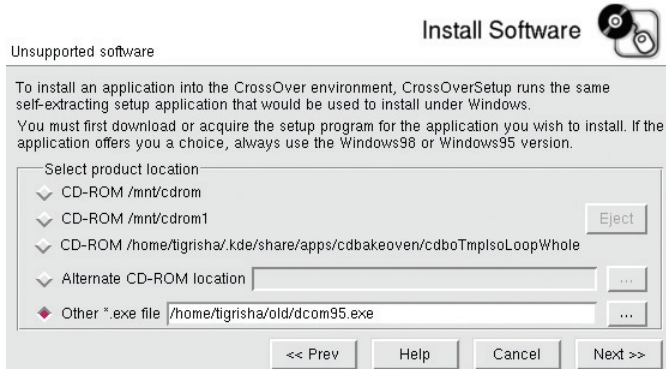 Install Software
Unsupported software
To install an application into the CrossOver environment, CrossOverSetup runs the same
self-extracting setup application that would be used to install under Windows.
You must first download or acquire the setup program for the application you wish to install. If the
application offers you a choice, always use the Windows98 or Windows95 version.
Select product location
CD-ROM /mnt/cdrom
CD-ROM /mnt/cdrom1
Eject
CD-ROM /home/tigrisha/.kde/share/apps/cdbakeoven/cdboTmpIsoLoopWhole
Alternate CD-ROM location ...
Other *.exe file /home/tigrisha/old/dcom95.exe ...
<< Prev Help Cancel Next >>